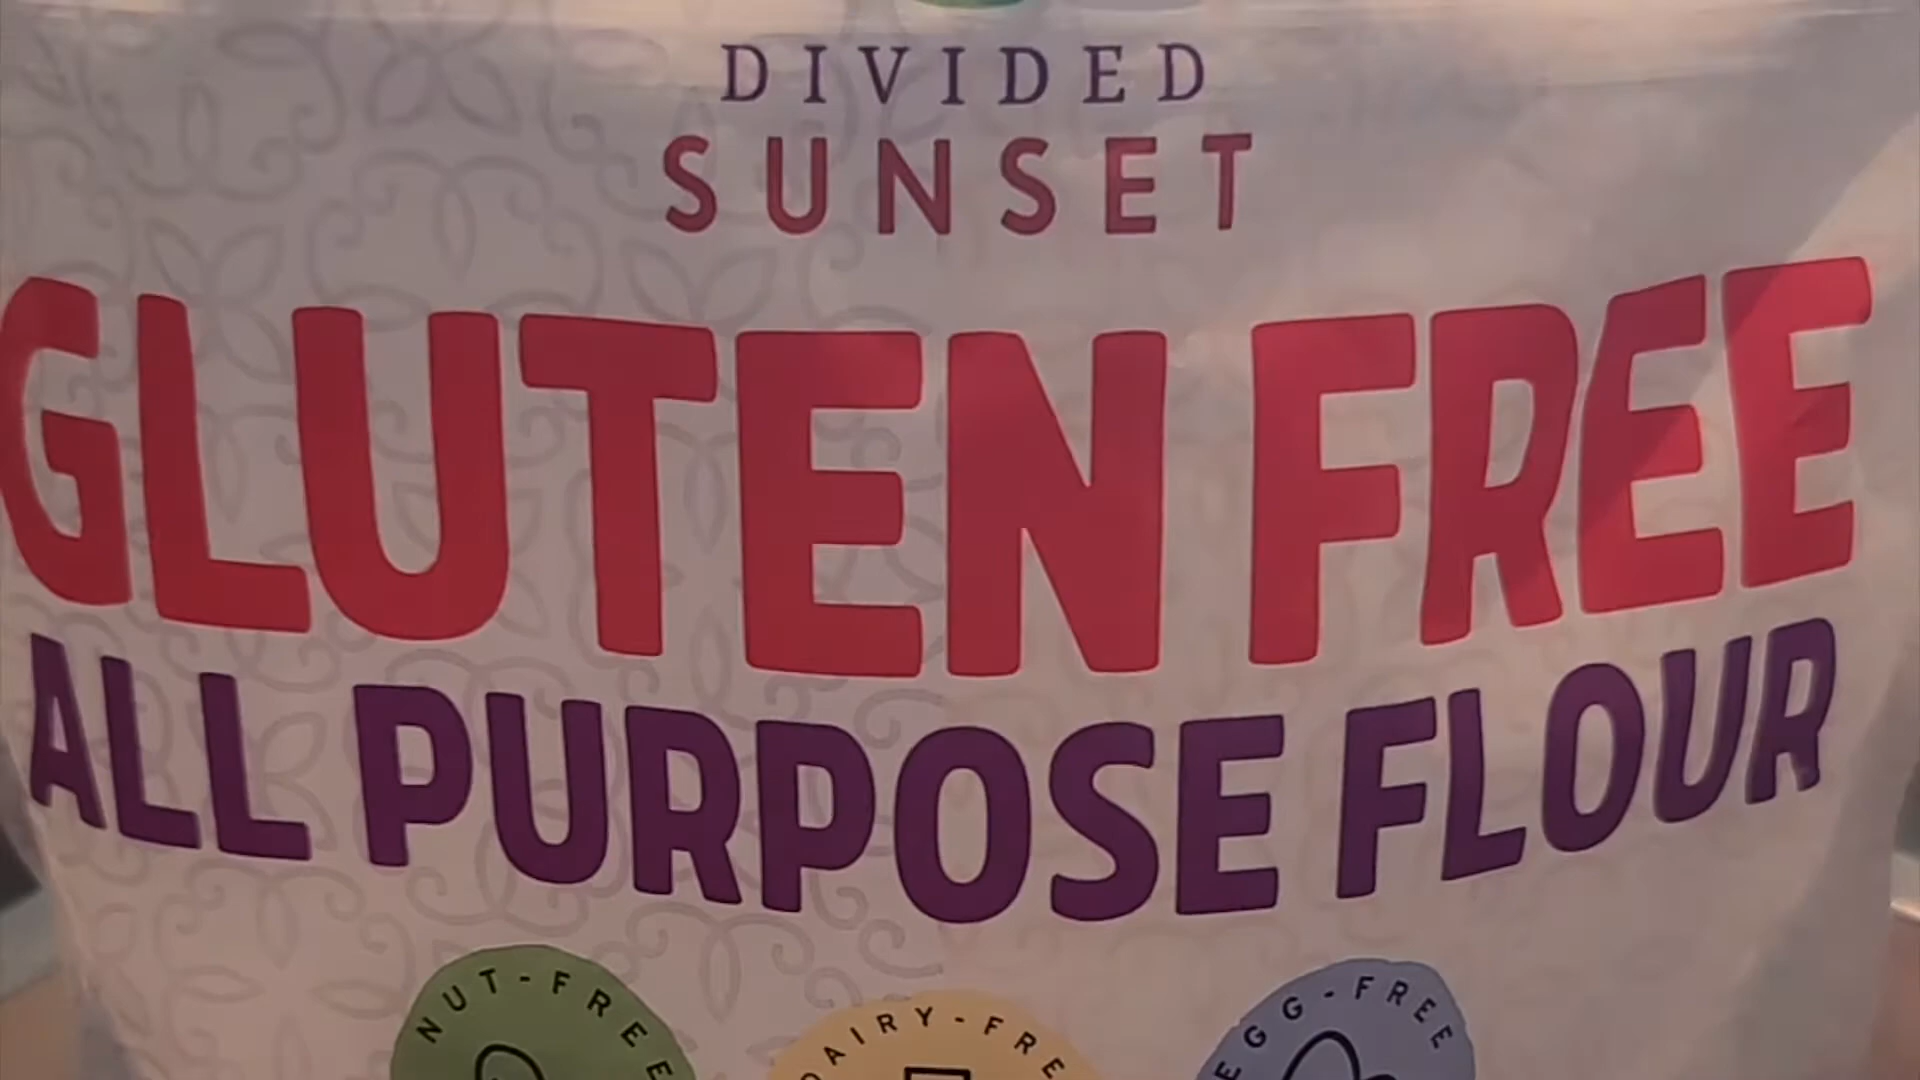 DIVIDED
SUNSET
GLUTEN FREE
ALL PURPOSE FLOUR
NUT-FREE
DAIRY-FREE
EGG-FREE